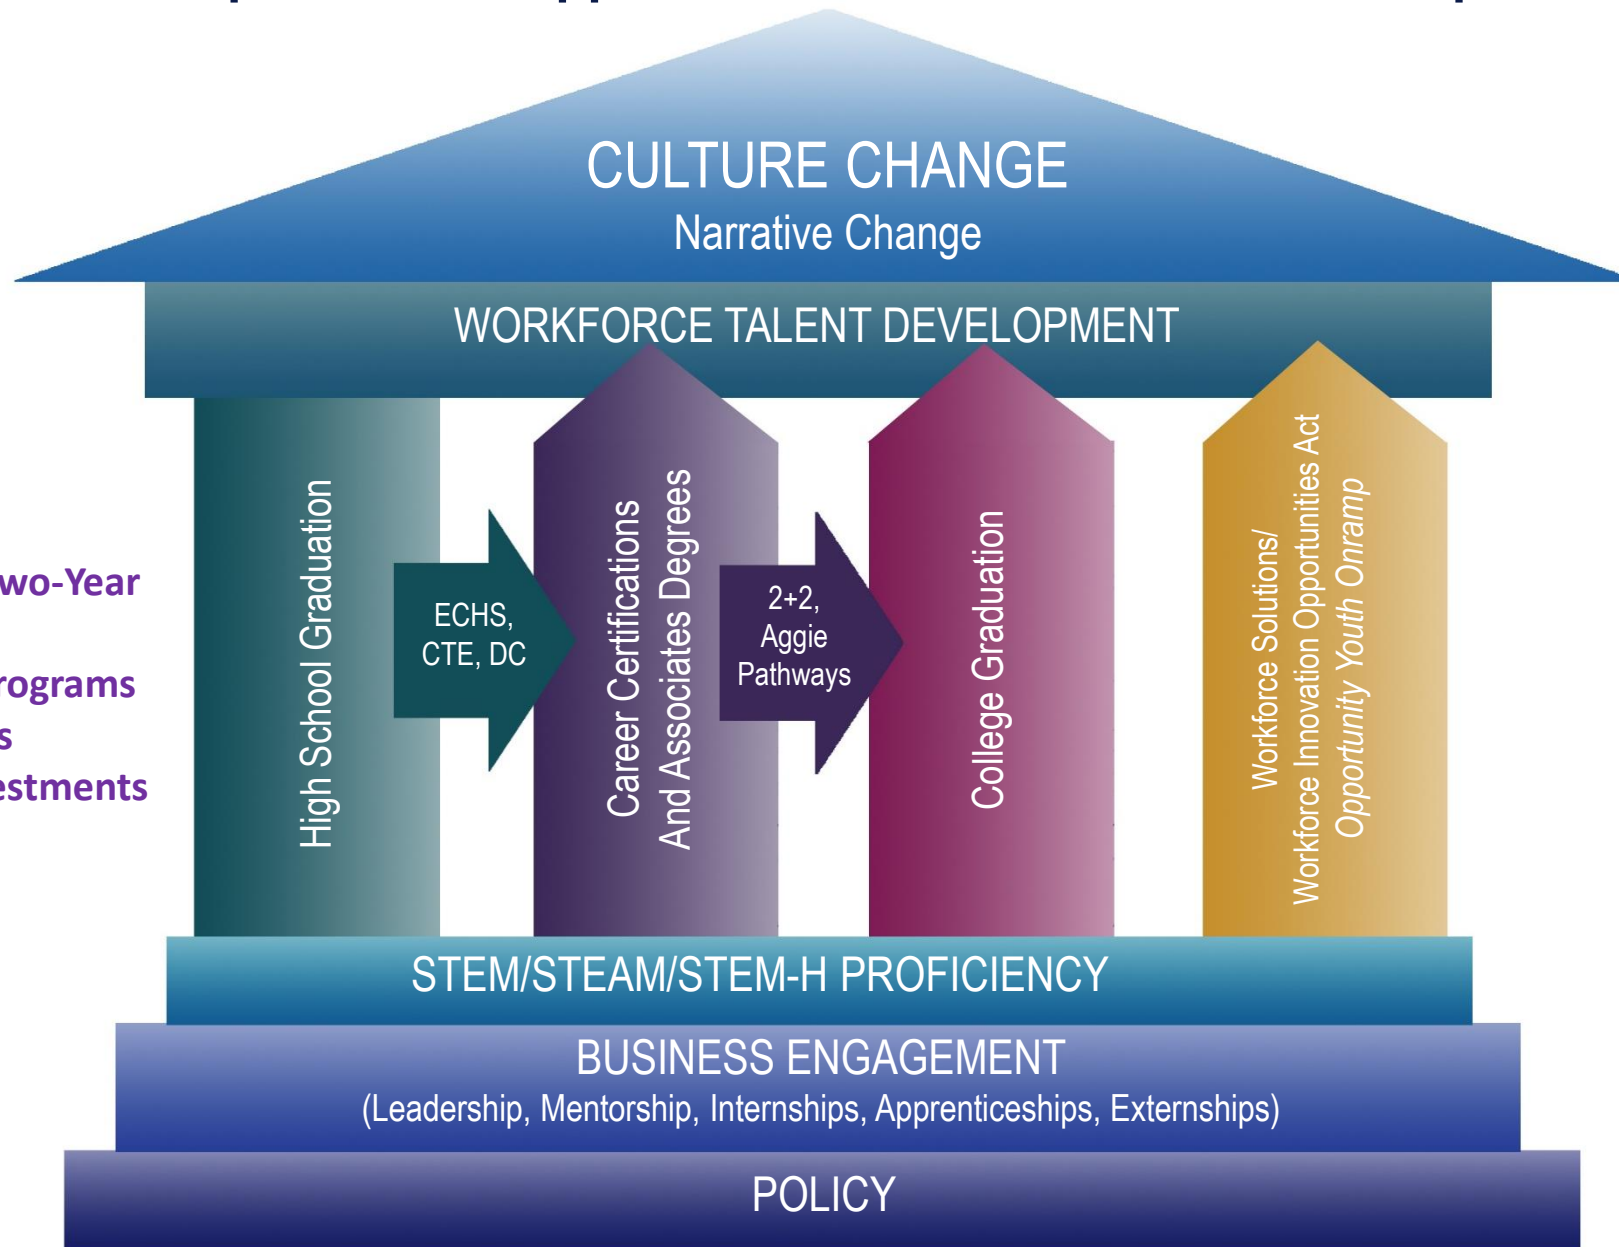 CULTURE CHANGE
Narrative Change
WORKFORCE TALENT DEVELOPMENT
wo-Year
rograms
s
estments
High School Graduation
ECHS,
CTE, DC
Career Certifications
And Associates Degrees
2+2,
Aggie
Pathways
College Graduation
Workforce Solutions/
Workforce Innovation Opportunities Act
Opportunity Youth Onramp
STEM/STEAM/STEM-H PROFICIENCY
BUSINESS ENGAGEMENT
(Leadership, Mentorship, Internships, Apprenticeships, Externships)
POLICY